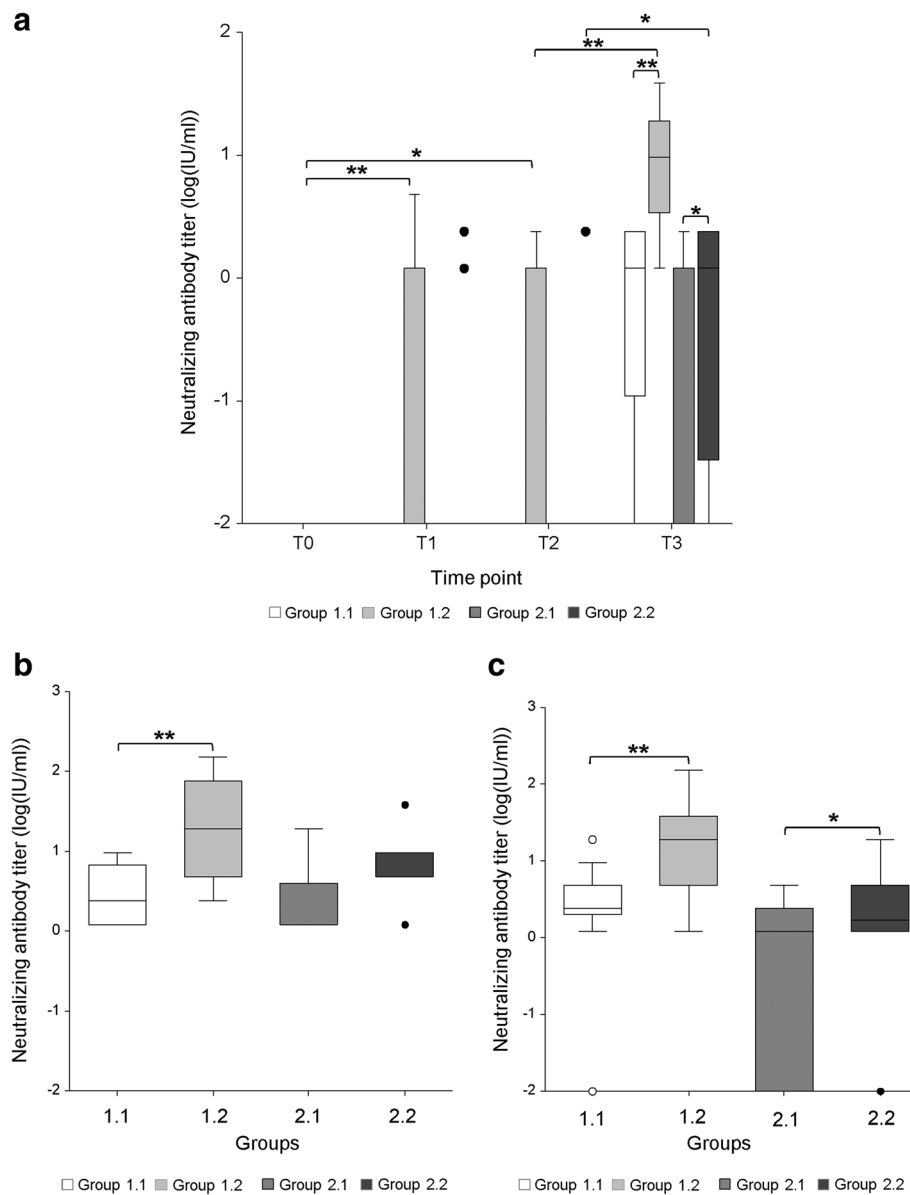 a
Neutralizing antibody titer (log(IU/ml))
2
1
0
-1
-2
**
*
**
*
**
*
T0 T1 T2 T3
Time point
Group 1.1 Group 1.2 Group 2.1 Group 2.2
b
Neutralizing antibody titer (log(IU/ml))
3
2
1
0
-1
-2
**
1.1 1.2 2.1 2.2
Groups
Group 1.1 Group 1.2 Group 2.1 Group 2.2
c
Neutralizing antibody titer (log(IU/ml))
3
2
1
0
-1
-2
**
*
1.1 1.2 2.1 2.2
Groups
Group 1.1 Group 1.2 Group 2.1 Group 2.2